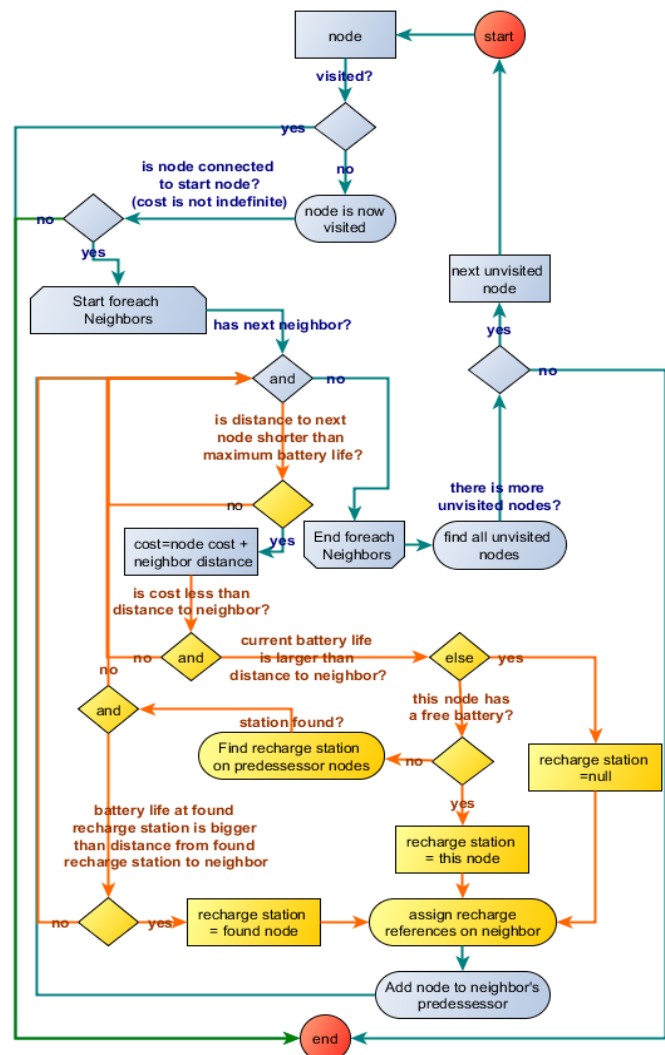 node
start
visited?
yes
no
is node connected
to start node?
(cost is not indefinite)
node is now
visited
no
yes
next unvisited
node
Start foreach
Neighbors
has next neighbor?
yes
no
and
no
is distance to next
node shorter than
maximum battery life?
there is more
unvisited nodes?
no
yes
cost=node cost +
neighbor distance
End foreach
Neighbors
find all unvisited
nodes
is cost less than
distance to neighbor?
no
and
current battery life
is larger than
distance to neighbor?
else
yes
no
and
station found?
this node has
a free battery?
Find recharge station
on predessessor nodes
no
recharge station
=null
yes
battery life at found
recharge station is bigger
than distance from found
recharge station to neighbor
recharge station
= this node
no
yes
recharge station
= found node
assign recharge
references on neighbor
Add node to neighbor's
predessessor
end